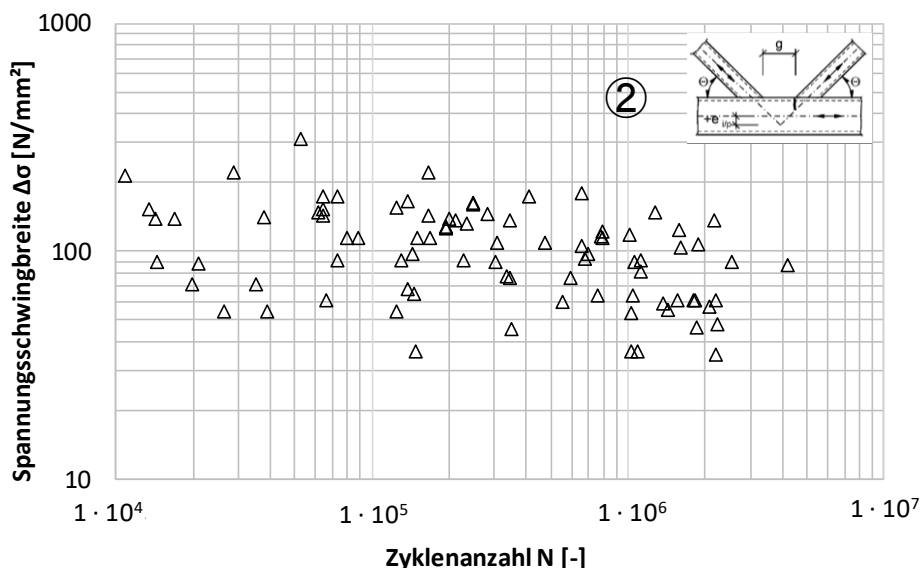 1000
100
10
Spannungsschwingbreite Δσ [N/mm²]
②
g
Θ
Θ
+e i/p
1 · 10⁴
1 · 10⁵
1 · 10⁶
1 · 10⁷
Zyklenanzahl N [-]